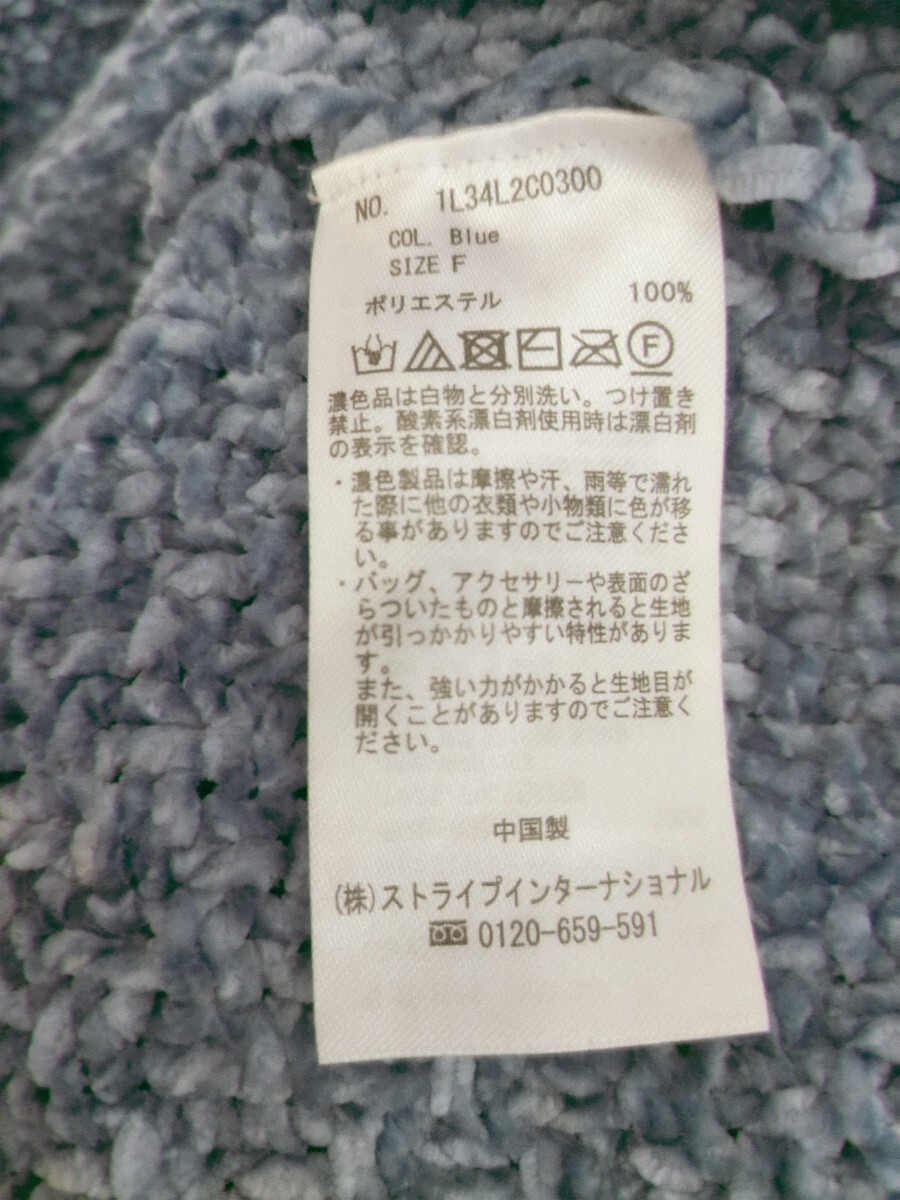 NO. 1L34L2C0300
COL. Blue
SIZE F
ポリエステル 100%
F
濃色品は白物と分別洗い。つけ置き
禁止。酸素系漂白剤使用時は漂白剤
の表示を確認。
・濃色製品は摩擦や汗、雨等で濡れ
た際に他の衣類や小物類に色が移
る事がありますのでご注意くださ
い。
・バッグ、アクセサリーや表面のざ
らついたものと摩擦されると生地
が引っかかりやすい特性がありま
す。
また、強い力がかかると生地目が
開くことがありますのでご注意く
ださい。
中国製
(株)ストライプインターナショナル
0120-659-591